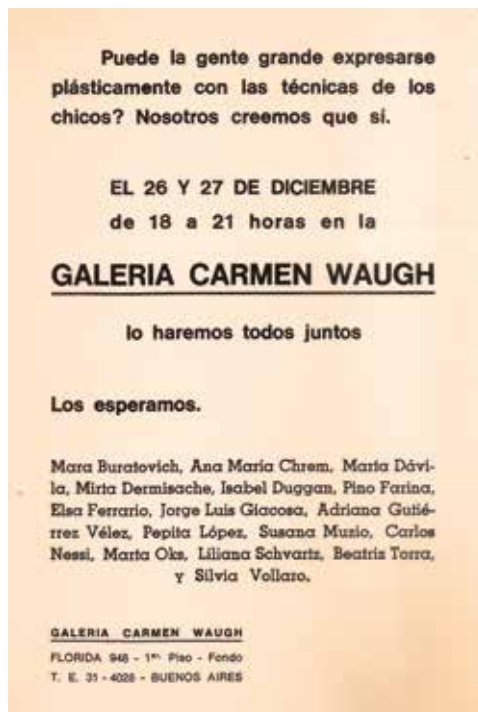 Puede la gente grande expresarse
plásticamente con las técnicas de los
chicos? Nosotros creemos que sí.
EL 26 Y 27 DE DICIEMBRE
de 18 a 21 horas en la
GALERIA CARMEN WAUGH
lo haremos todos juntos
Los esperamos.
Mara Buratovich, Ana María Chrem, Marta Dávi-
la, Mirta Dermisache, Isabel Duggan, Pino Farina,
Elsa Ferrario, Jorge Luis Giacosa, Adriana Gutié-
rrez Vélez, Pepita López, Susana Muzio, Carlos
Nessi, Marta Oks, Liliana Schvartz, Beatriz Torra,
y Silvia Vollaro.
GALERIA CARMEN WAUGH
FLORIDA 948 - 1er. Piso - Fondo
T. E. 31 - 4028 - BUENOS AIRES